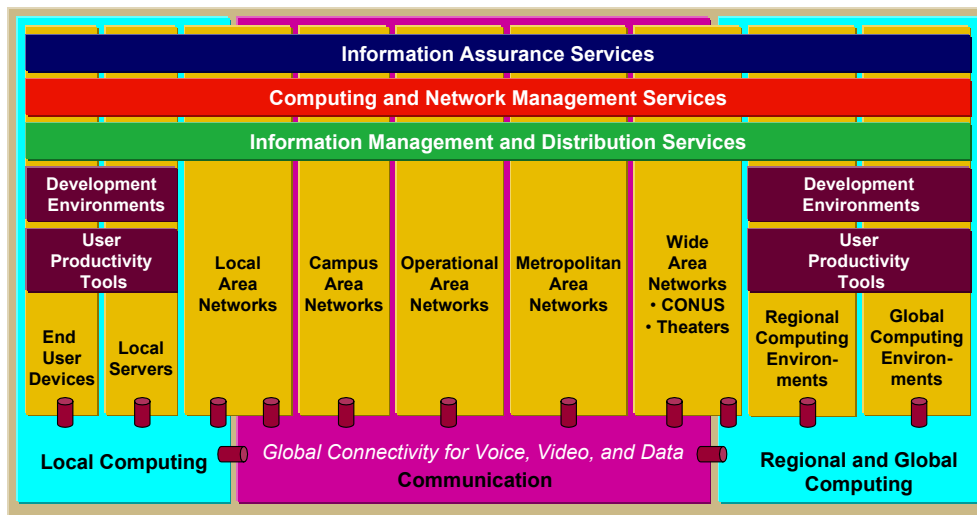 Information Assurance Services
Computing and Network Management Services
Information Management and Distribution Services
Development
Environments
User
Productivity
Tools
End
User
Devices
Local
Servers
Local
Area
Networks
Campus
Area
Networks
Operational
Area
Networks
Metropolitan
Area
Networks
Wide
Area
Networks
• CONUS
• Theaters
Development
Environments
User
Productivity
Tools
Regional
Computing
Environ-
ments
Global
Computing
Environ-
ments
Local Computing
Global Connectivity for Voice, Video, and Data
Communication
Regional and Global
Computing